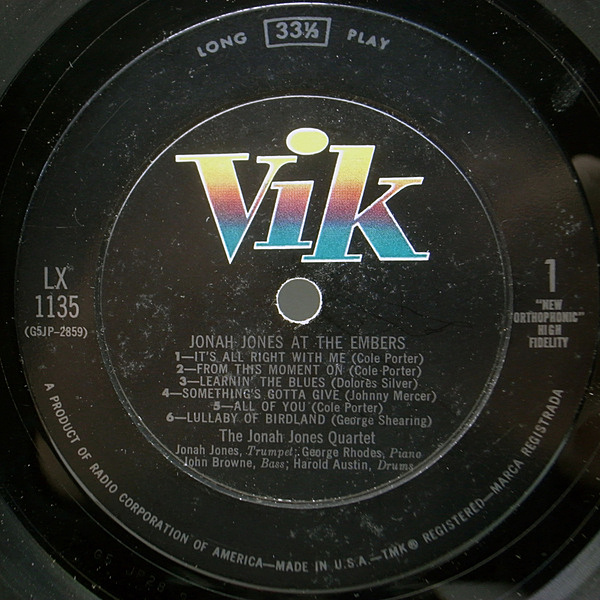 LONG 33⅓ PLAY
Vik
LX
1135
(G5JP-2859)
1
"NEW
ORTHOPHONIC"
HIGH
FIDELITY
JONAH JONES AT THE EMBERS
1—IT'S ALL RIGHT WITH ME (Cole Porter)
2—FROM THIS MOMENT ON (Cole Porter)
3—LEARNIN' THE BLUES (Dolores Silver)
4—SOMETHING'S GOTTA GIVE (Johnny Mercer)
5—ALL OF YOU (Cole Porter)
6—LULLABY OF BIRDLAND (George Shearing)
The Jonah Jones Quartet
Jonah Jones, Trumpet; George Rhodes, Piano
John Browne, Bass; Harold Austin, Drums
A PRODUCT OF RADIO CORPORATION OF AMERICA—MADE IN U.S.A.—TMK® REGISTERED—MARCA REGISTRADA